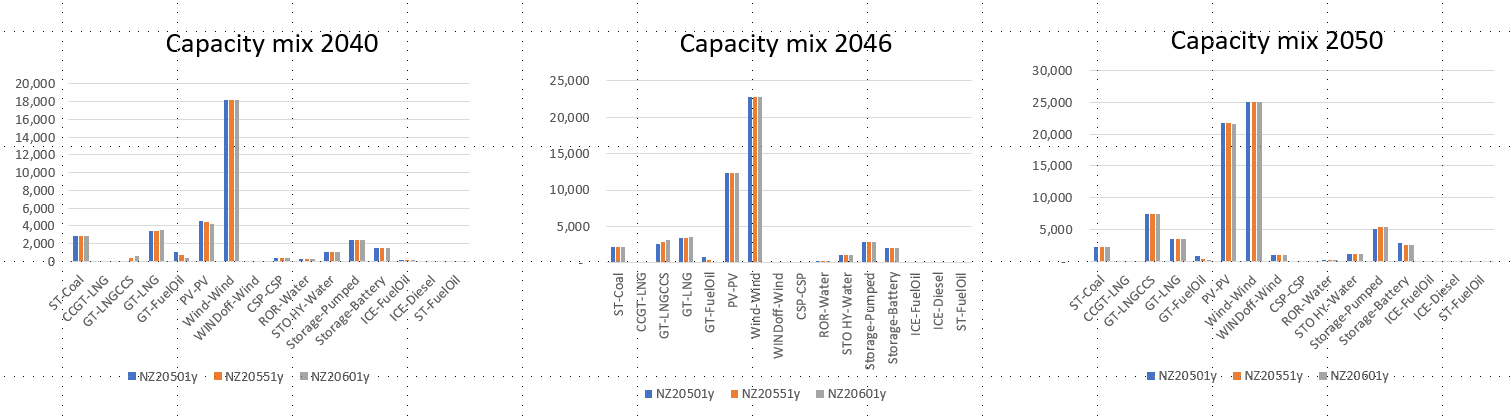 Capacity mix 2040
20,000
18,000
16,000
14,000
12,000
10,000
8,000
6,000
4,000
2,000
0
ST-Coal
CCGT-LNG
GT-LNGCCS
GT-LNG
GT-FuelOil
PV-PV
Wind-Wind
WINDoff-Wind
CSP-CSP
ROR-Water
STO HY-Water
Storage-Pumped
Storage-Battery
ICE-FuelOil
ICE-Diesel
ST-FuelOil
NZ20501y NZ20551y NZ20601y
Capacity mix 2046
25,000
20,000
15,000
10,000
5,000
-
ST-Coal
CCGT-LNG
GT-LNGCCS
GT-LNG
GT-FuelOil
PV-PV
Wind-Wind
WINDoff-Wind
CSP-CSP
ROR-Water
STO HY-Water
Storage-Pumped
Storage-Battery
ICE-FuelOil
ICE-Diesel
ST-FuelOil
NZ20501y NZ20551y NZ20601y
Capacity mix 2050
30,000
25,000
20,000
15,000
10,000
5,000
-
ST-Coal
CCGT-LNG
GT-LNGCCS
GT-LNG
GT-FuelOil
PV-PV
Wind-Wind
WINDoff-Wind
CSP-CSP
ROR-Water
STO HY-Water
Storage-Pumped
Storage-Battery
ICE-FuelOil
ICE-Diesel
ST-FuelOil
NZ20501y NZ20551y NZ20601y